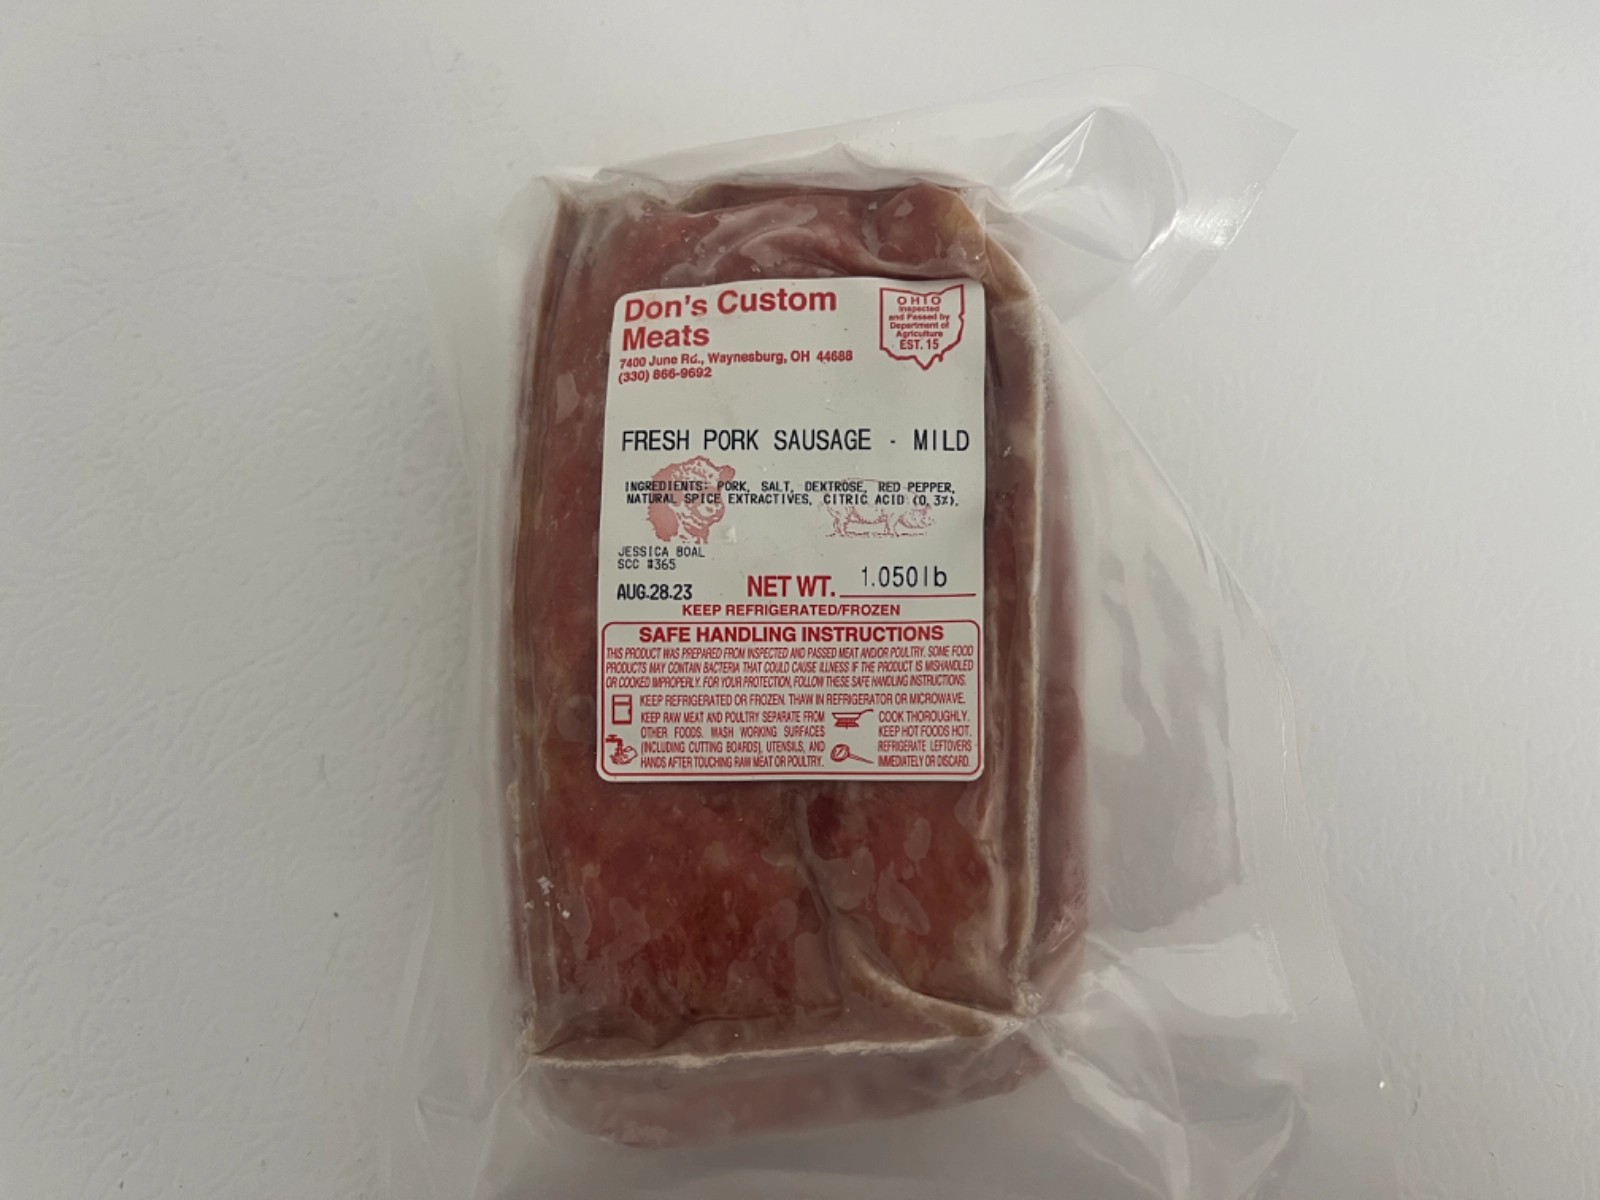 Don's Custom
Meats
7400 June Rd., Waynesburg, OH 44688
(330) 866-9692
OHIO
Inspected
and Passed by
Department of
Agriculture
EST. 15
FRESH PORK SAUSAGE - MILD
INGREDIENTS: PORK, SALT, DEXTROSE, RED PEPPER,
NATURAL SPICE EXTRACTIVES, CITRIC ACID (0.3%).
JESSICA BOAL
SCC #365
AUG.28.23
NET WT. 1.050lb
KEEP REFRIGERATED/FROZEN
SAFE HANDLING INSTRUCTIONS
THIS PRODUCT WAS PREPARED FROM INSPECTED AND PASSED MEAT AND/OR POULTRY. SOME FOOD
PRODUCTS MAY CONTAIN BACTERIA THAT COULD CAUSE ILLNESS IF THE PRODUCT IS MISHANDLED
OR COOKED IMPROPERLY. FOR YOUR PROTECTION, FOLLOW THESE SAFE HANDLING INSTRUCTIONS.
KEEP REFRIGERATED OR FROZEN. THAW IN REFRIGERATOR OR MICROWAVE.
KEEP RAW MEAT AND POULTRY SEPARATE FROM
OTHER FOODS. WASH WORKING SURFACES
(INCLUDING CUTTING BOARDS), UTENSILS, AND
HANDS AFTER TOUCHING RAW MEAT OR POULTRY.
COOK THOROUGHLY.
KEEP HOT FOODS HOT.
REFRIGERATE LEFTOVERS
IMMEDIATELY OR DISCARD.